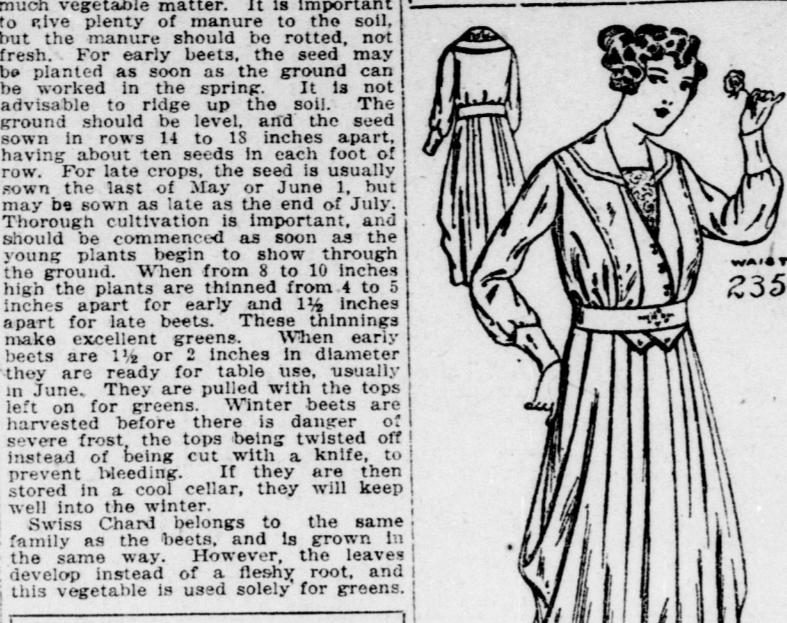 much vegetable matter. It is important
to give plenty of manure to the soil,
but the manure should be rotted, not
fresh. For early beets, the seed may
be planted as soon as the ground can
be worked in the spring. It is not
advisable to ridge up the soil. The
ground should be level, and the seed
sown in rows 14 to 18 inches apart,
having about ten seeds in each foot of
row. For late crops, the seed is usually
sown the last of May or June 1, but
may be sown as late as the end of July.
Thorough cultivation is important, and
should be commenced as soon as the
young plants begin to show through
the ground. When from 8 to 10 inches
high the plants are thinned from 4 to 5
inches apart for early and 1½ inches
apart for late beets. These thinnings
make excellent greens. When early
beets are 1½ or 2 inches in diameter
they are ready for table use, usually
in June. They are pulled with the tops
left on for greens. Winter beets are
harvested before there is danger of
severe frost, the tops being twisted off
instead of being cut with a knife, to
prevent bleeding. If they are then
stored in a cool cellar, they will keep
well into the winter.
Swiss Chard belongs to the same
family as the beets, and is grown in
the same way. However, the leaves
develop instead of a fleshy root, and
this vegetable is used solely for greens.
WAIST
235